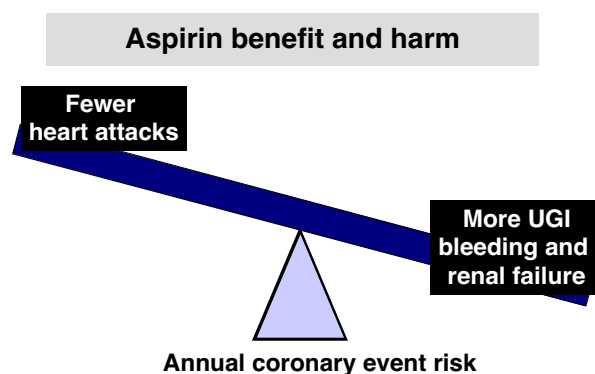 Aspirin benefit and harm
Fewer
heart attacks
More UGI
bleeding and
renal failure
Annual coronary event risk